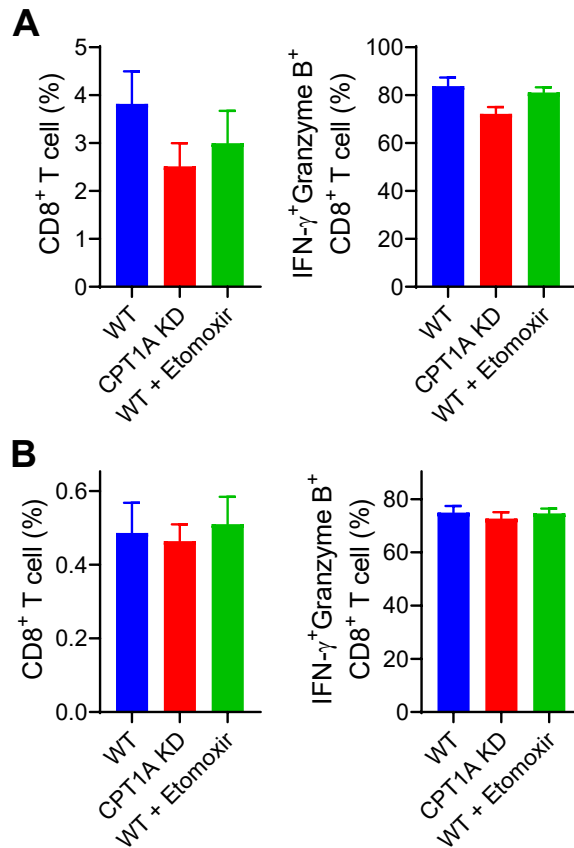 A
CD8⁺ T cell (%)
5
4
3
2
1
0
WT
CPT1A KD
WT + Etomoxir
IFN-γ⁺Granzyme B⁺
CD8⁺ T cell (%)
100
80
60
40
20
0
WT
CPT1A KD
WT + Etomoxir
B
CD8⁺ T cell (%)
0.6
0.4
0.2
0.0
WT
CPT1A KD
WT + Etomoxir
IFN-γ⁺Granzyme B⁺
CD8⁺ T cell (%)
80
60
40
20
0
WT
CPT1A KD
WT + Etomoxir